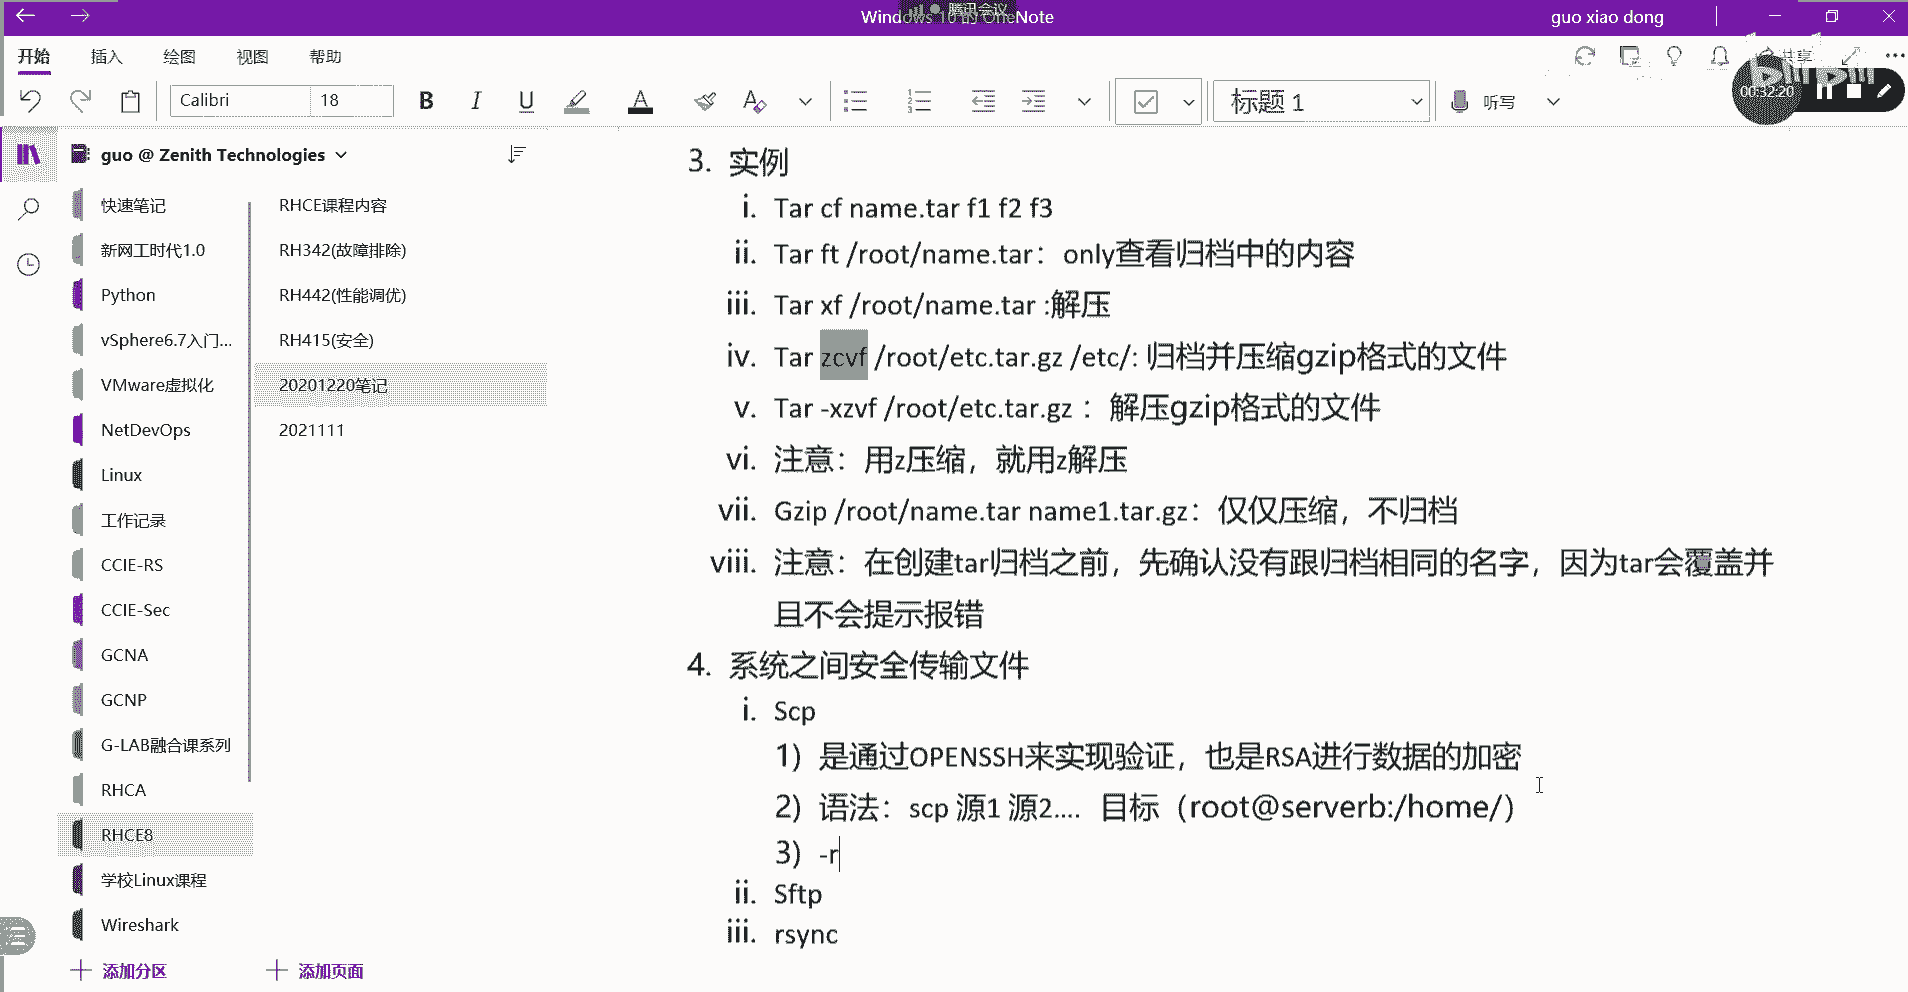 Windows 10 的 OneNote
腾讯会议
guo xiao dong
开始 插入 绘图 视图 帮助
共享
Calibri 18 B I U A 标题 1 听写
bilibili
00:32:20
guo @ Zenith Technologies
快速笔记
新网工时代1.0
Python
vSphere6.7入门...
VMware虚拟化
NetDevOps
Linux
工作记录
CCIE-RS
CCIE-Sec
GCNA
GCNP
G-LAB融合课系列
RHCA
RHCE8
学校Linux课程
Wireshark
添加分区
RHCE课程内容
RH342(故障排除)
RH442(性能调优)
RH415(安全)
20201220笔记
2021111
添加页面
3. 实例
i. Tar cf name.tar f1 f2 f3
ii. Tar ft /root/name.tar：only查看归档中的内容
iii. Tar xf /root/name.tar :解压
iv. Tar zcvf /root/etc.tar.gz /etc/: 归档并压缩gzip格式的文件
v. Tar -xzvf /root/etc.tar.gz ：解压gzip格式的文件
vi. 注意：用z压缩，就用z解压
vii. Gzip /root/name.tar name1.tar.gz：仅仅压缩，不归档
viii. 注意：在创建tar归档之前，先确认没有跟归档相同的名字，因为tar会覆盖并
且不会提示报错
4. 系统之间安全传输文件
i. Scp
1）是通过OPENSSH来实现验证，也是RSA进行数据的加密
2）语法：scp 源1 源2.... 目标（root@serverb:/home/）
3）-r
ii. Sftp
iii. rsync